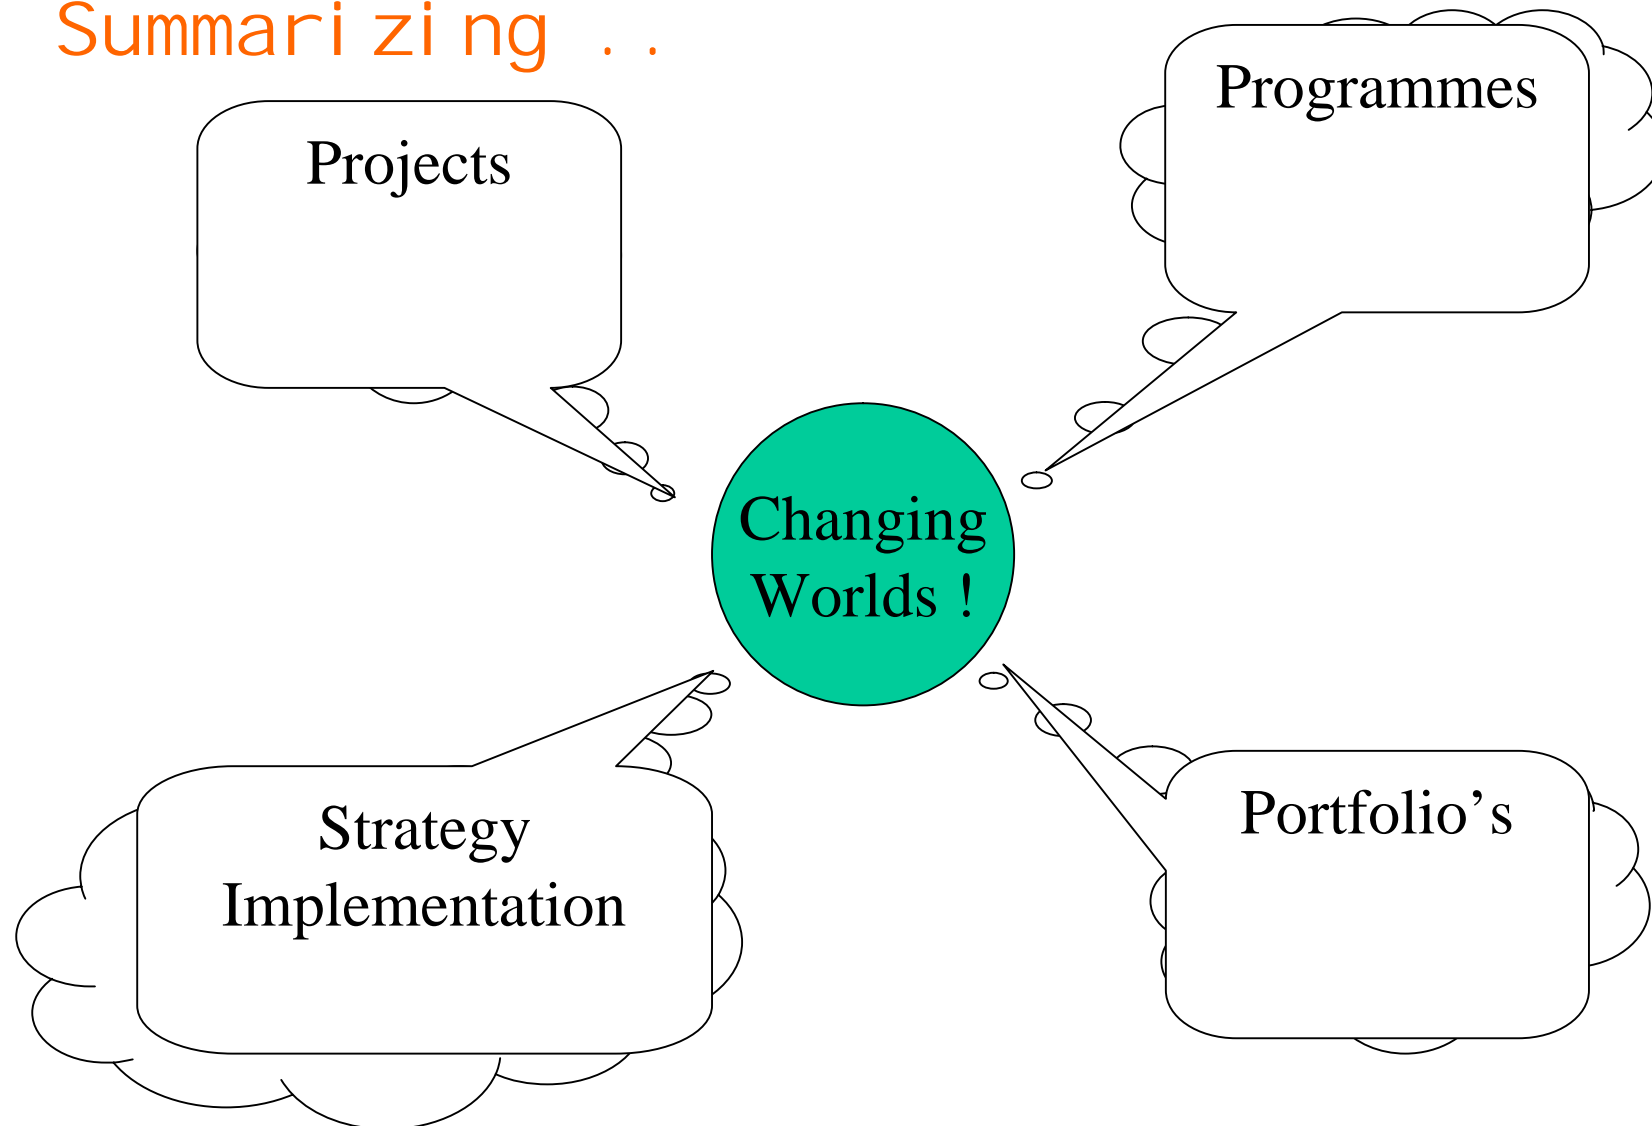 Summarizing ..
Projects
Programmes
Changing
Worlds !
Strategy
Implementation
Portfolio’s